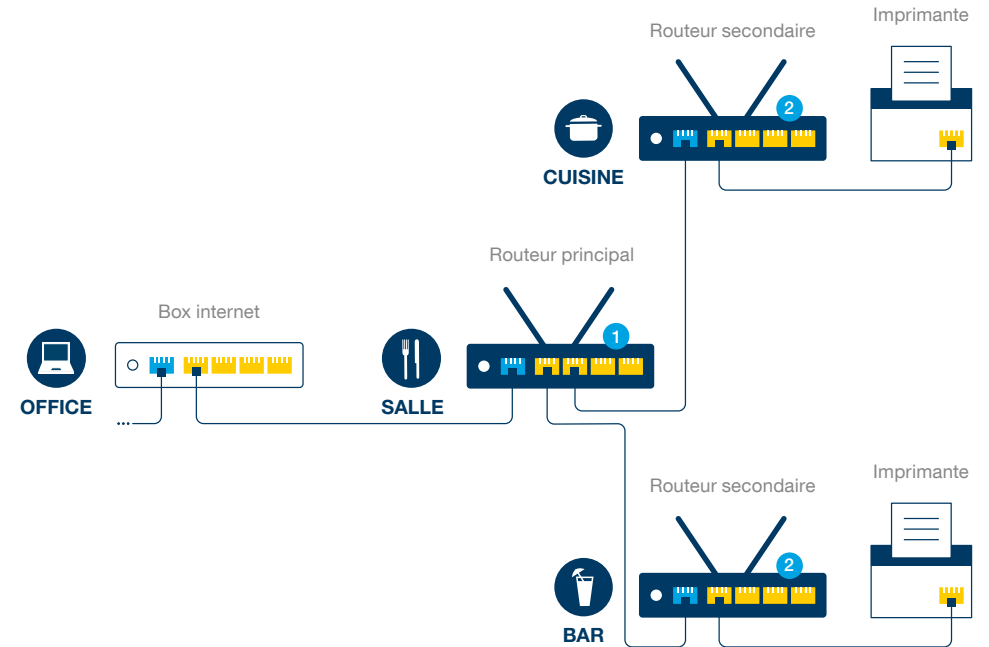 Imprimante
Routeur secondaire
2
CUISINE
Routeur principal
Box internet
1
OFFICE
SALLE
...
Imprimante
Routeur secondaire
2
BAR